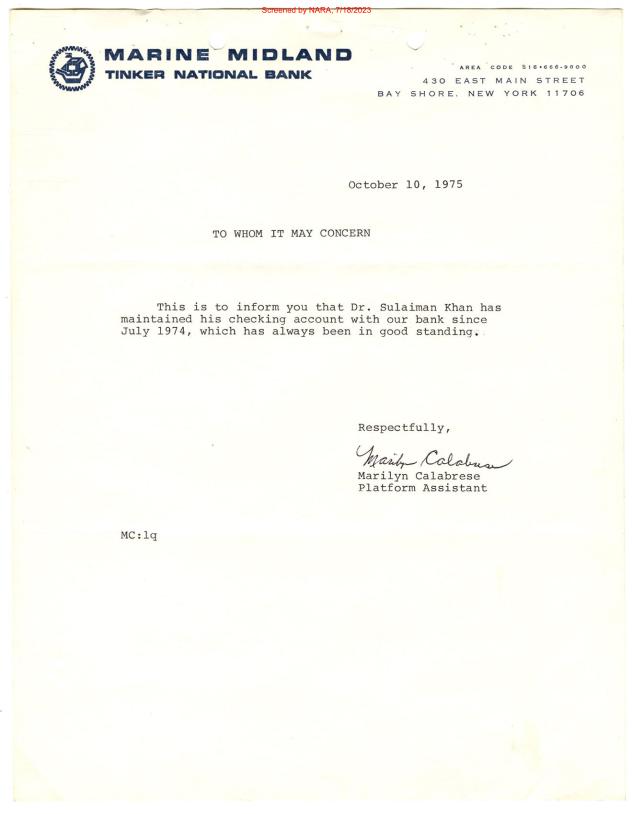 Screened by NARA, 7/18/2023
MARINE MIDLAND
TINKER NATIONAL BANK
AREA CODE 516•666-9000
430 EAST MAIN STREET
BAY SHORE, NEW YORK 11706
October 10, 1975
TO WHOM IT MAY CONCERN
This is to inform you that Dr. Sulaiman Khan has
maintained his checking account with our bank since
July 1974, which has always been in good standing.
Respectfully,
Marilyn Calabrese
Marilyn Calabrese
Platform Assistant
MC:lq